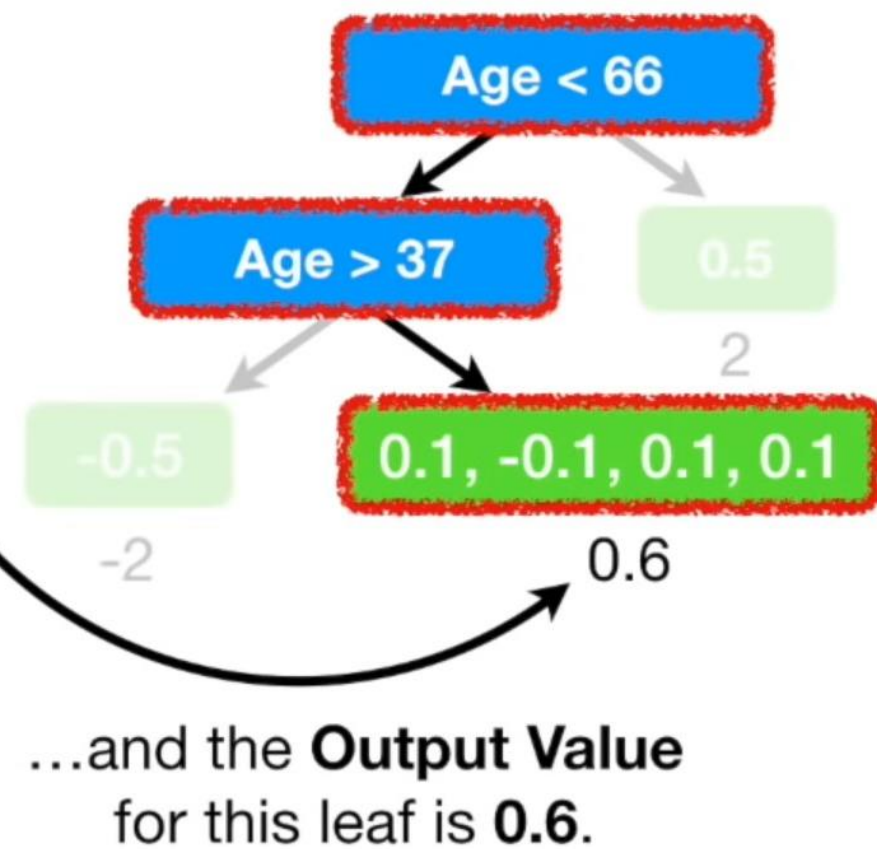 Age < 66
Age > 37
0.5
2
-0.5
0.1, -0.1, 0.1, 0.1
-2
0.6
...and the Output Value
for this leaf is 0.6.